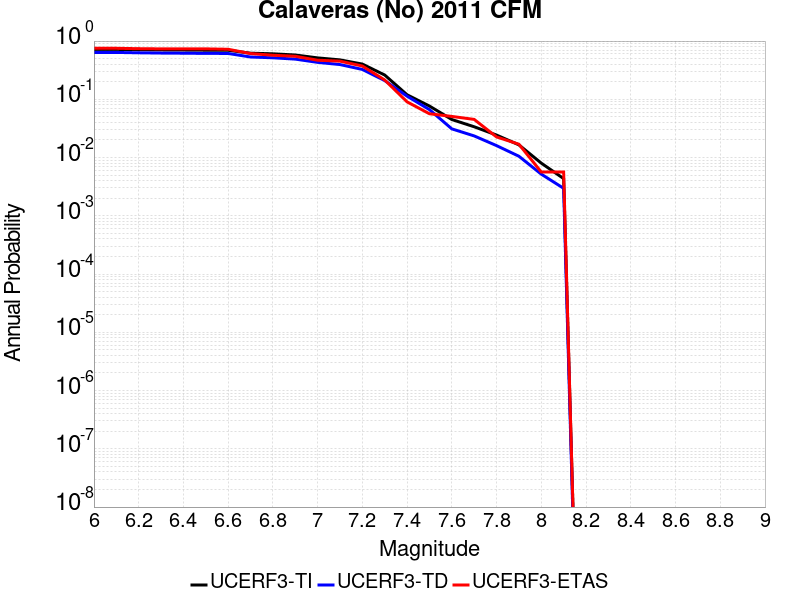 Calaveras (No) 2011 CFM
10^0
10^-1
10^-2
10^-3
10^-4
10^-5
10^-6
10^-7
10^-8
Annual Probability
6 6.2 6.4 6.6 6.8 7 7.2 7.4 7.6 7.8 8 8.2 8.4 8.6 8.8 9
Magnitude
UCERF3-TI UCERF3-TD UCERF3-ETAS